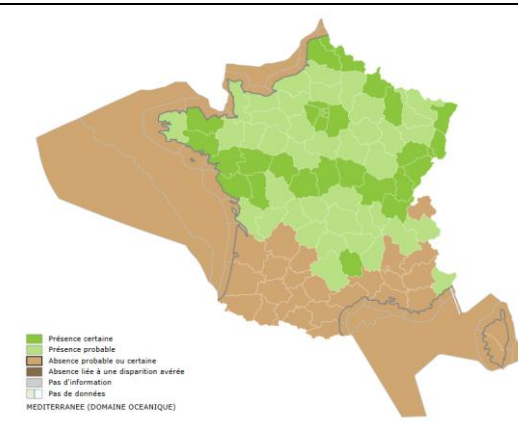 Présence certaine
Présence probable
Absence probable ou certaine
Absence liée à une disparition avérée
Pas d'information
Pas de données
MEDITERRANEE (DOMAINE OCEANIQUE)